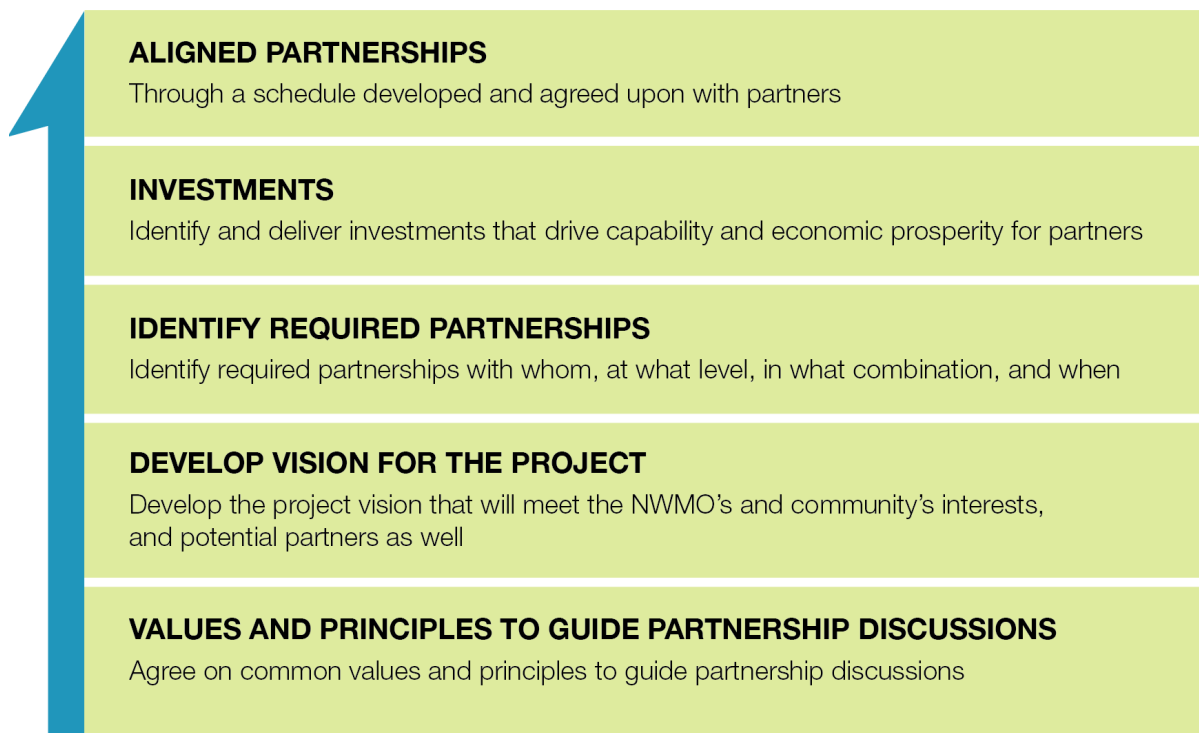 ALIGNED PARTNERSHIPS
Through a schedule developed and agreed upon with partners
INVESTMENTS
Identify and deliver investments that drive capability and economic prosperity for partners
IDENTIFY REQUIRED PARTNERSHIPS
Identify required partnerships with whom, at what level, in what combination, and when
DEVELOP VISION FOR THE PROJECT
Develop the project vision that will meet the NWMO’s and community’s interests,
and potential partners as well
VALUES AND PRINCIPLES TO GUIDE PARTNERSHIP DISCUSSIONS
Agree on common values and principles to guide partnership discussions